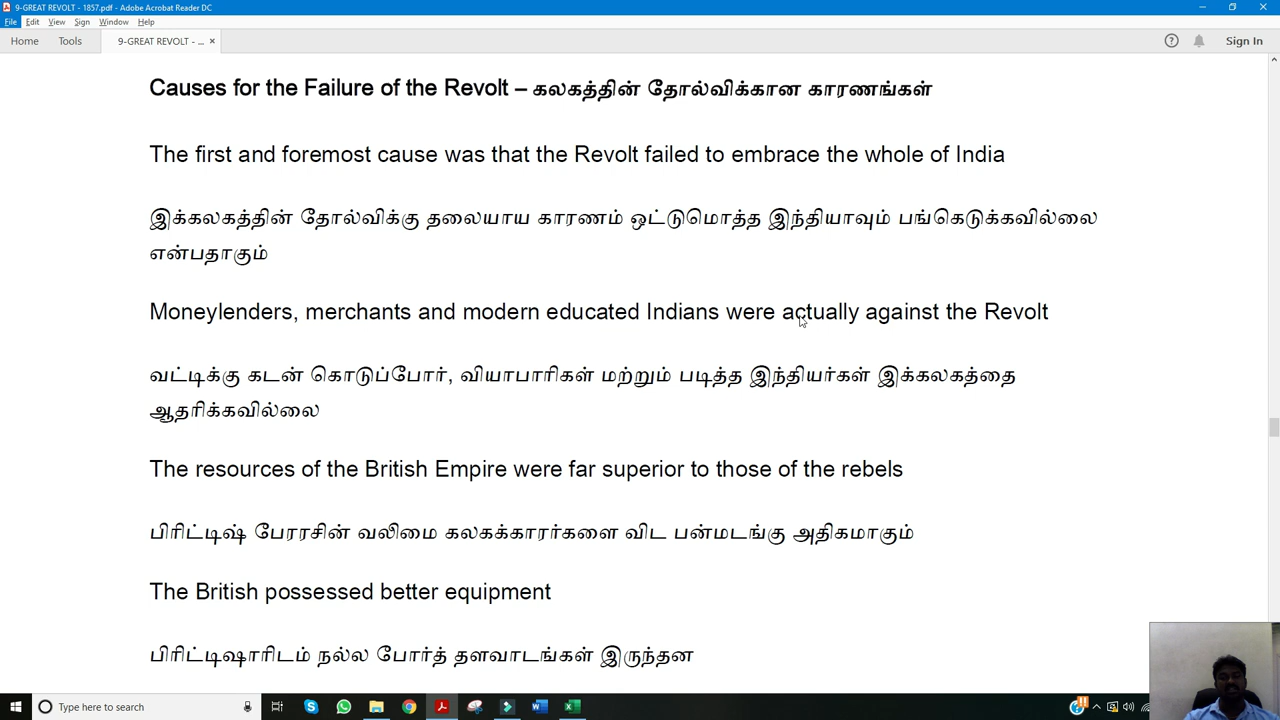 9-GREAT REVOLT - 1857.pdf - Adobe Acrobat Reader DC
File Edit View Sign Window Help
Home Tools 9-GREAT REVOLT - ... × Sign In
Causes for the Failure of the Revolt – கலகத்தின் தோல்விக்கான காரணங்கள்
The first and foremost cause was that the Revolt failed to embrace the whole of India
இக்கலகத்தின் தோல்விக்கு தலையாய காரணம் ஒட்டுமொத்த இந்தியாவும் பங்கெடுக்கவில்லை
என்பதாகும்
Moneylenders, merchants and modern educated Indians were actually against the Revolt
வட்டிக்கு கடன் கொடுப்போர், வியாபாரிகள் மற்றும் படித்த இந்தியர்கள் இக்கலகத்தை
ஆதரிக்கவில்லை
The resources of the British Empire were far superior to those of the rebels
பிரிட்டிஷ் பேரரசின் வலிமை கலகக்காரர்களை விட பன்மடங்கு அதிகமாகும்
The British possessed better equipment
பிரிட்டிஷாரிடம் நல்ல போர்த் தளவாடங்கள் இருந்தன
Type here to search